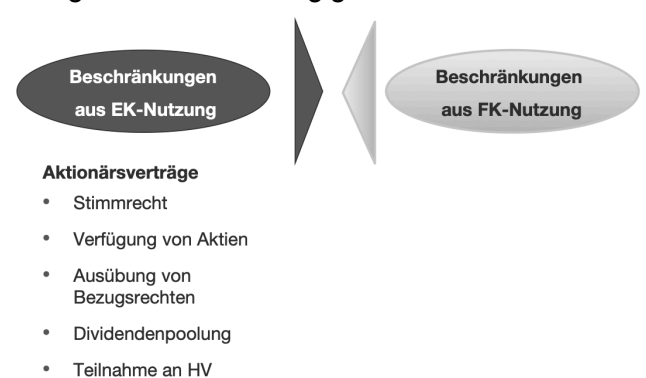 Beschränkungen
aus EK-Nutzung
Beschränkungen
aus FK-Nutzung
Aktionärsverträge
• Stimmrecht
• Verfügung von Aktien
• Ausübung von
Bezugsrechten
• Dividendenpoolung
• Teilnahme an HV